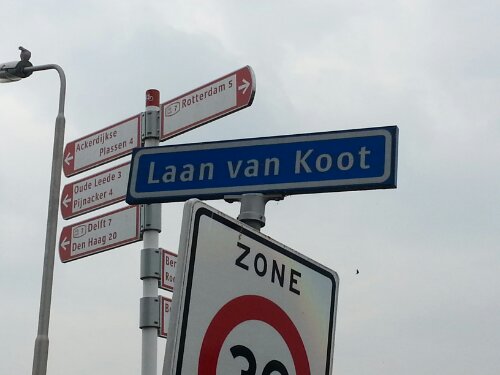 Rotterdam 5
Ackerdijkse
Plassen 4
Oude Leede 3
Pijnacker 4
Delft 7
Den Haag 20
Laan van Koot
ZONE
30